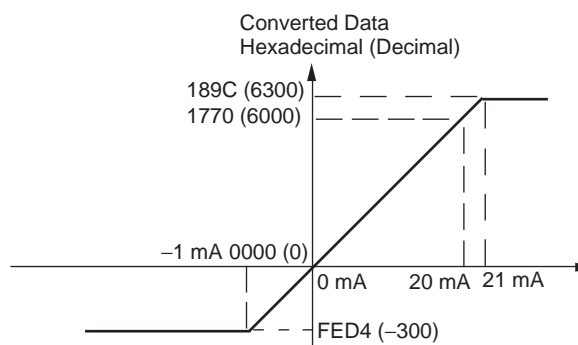 Converted Data
Hexadecimal (Decimal)
189C (6300)
1770 (6000)
−1 mA 0000 (0)
0 mA 20 mA 21 mA
FED4 (−300)